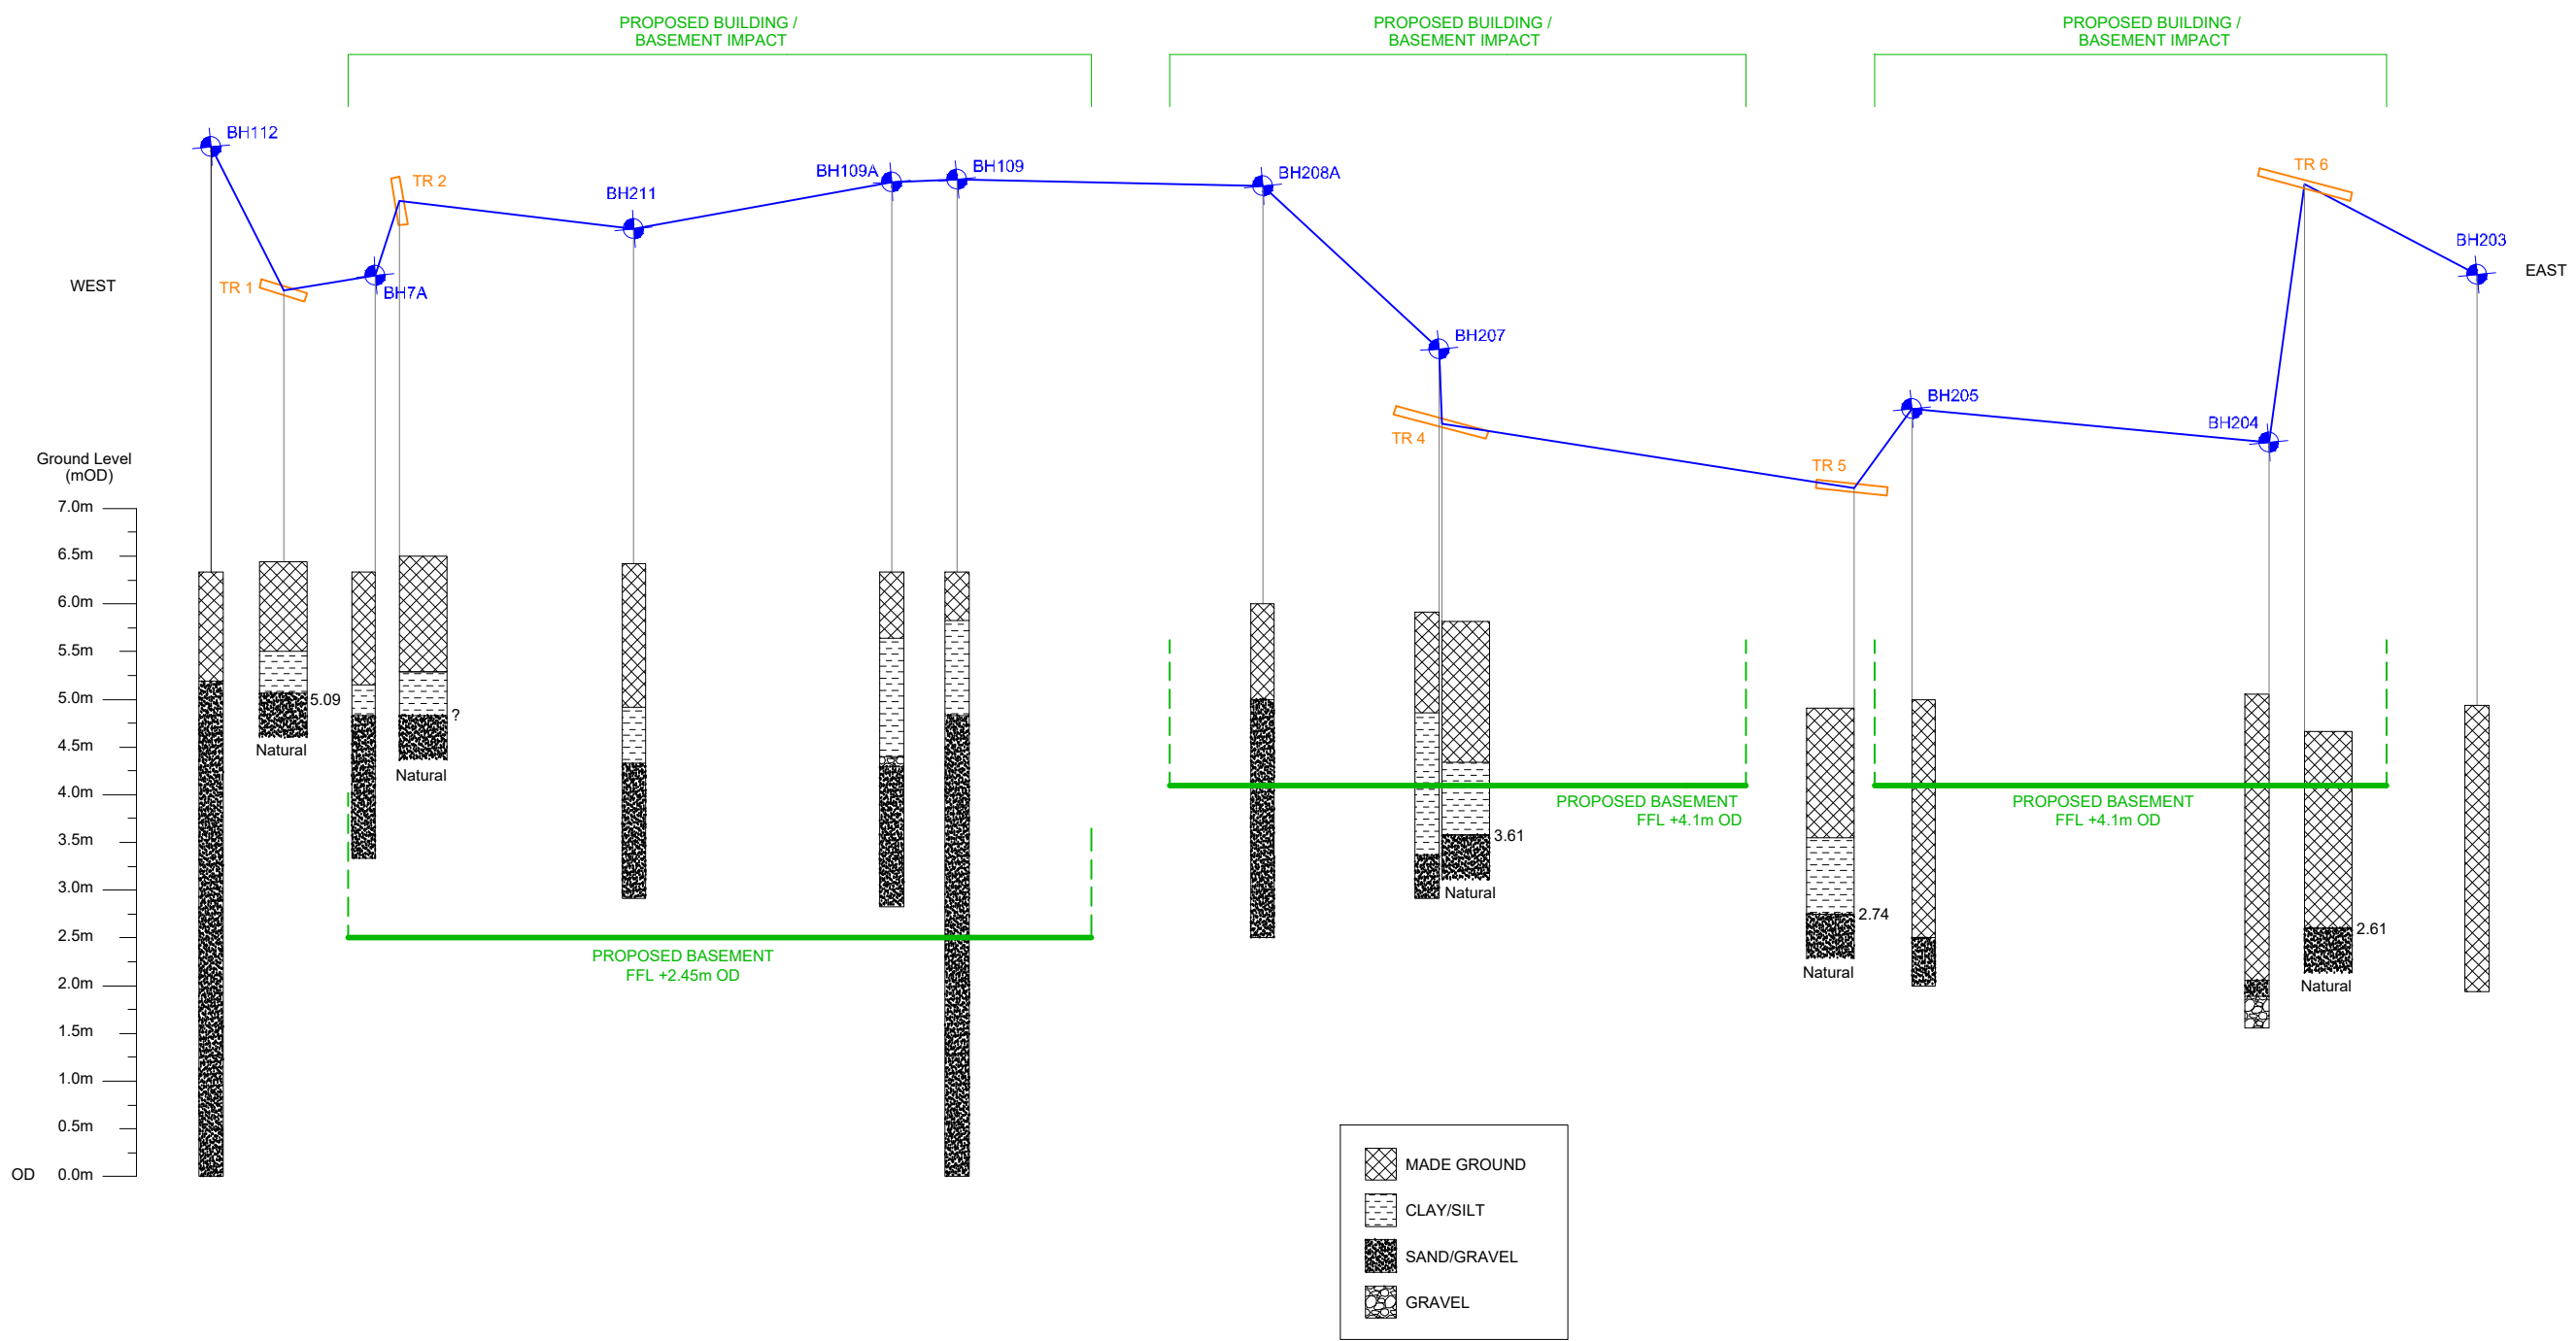 PROPOSED BUILDING /
BASEMENT IMPACT
PROPOSED BUILDING /
BASEMENT IMPACT
PROPOSED BUILDING /
BASEMENT IMPACT
BH112
TR 2
BH211
BH109A
BH109
BH208A
TR 6
BH203
WEST
TR 1
BH7A
EAST
BH207
TR 4
BH205
BH204
TR 5
Ground Level
(mOD)
7.0m
6.5m
6.0m
5.5m
5.0m
4.5m
4.0m
3.5m
3.0m
2.5m
2.0m
1.5m
1.0m
0.5m
OD 0.0m
5.09
Natural
?
Natural
3.61
Natural
2.74
Natural
2.61
Natural
PROPOSED BASEMENT
FFL +2.45m OD
PROPOSED BASEMENT
FFL +4.1m OD
PROPOSED BASEMENT
FFL +4.1m OD
MADE GROUND
CLAY/SILT
SAND/GRAVEL
GRAVEL